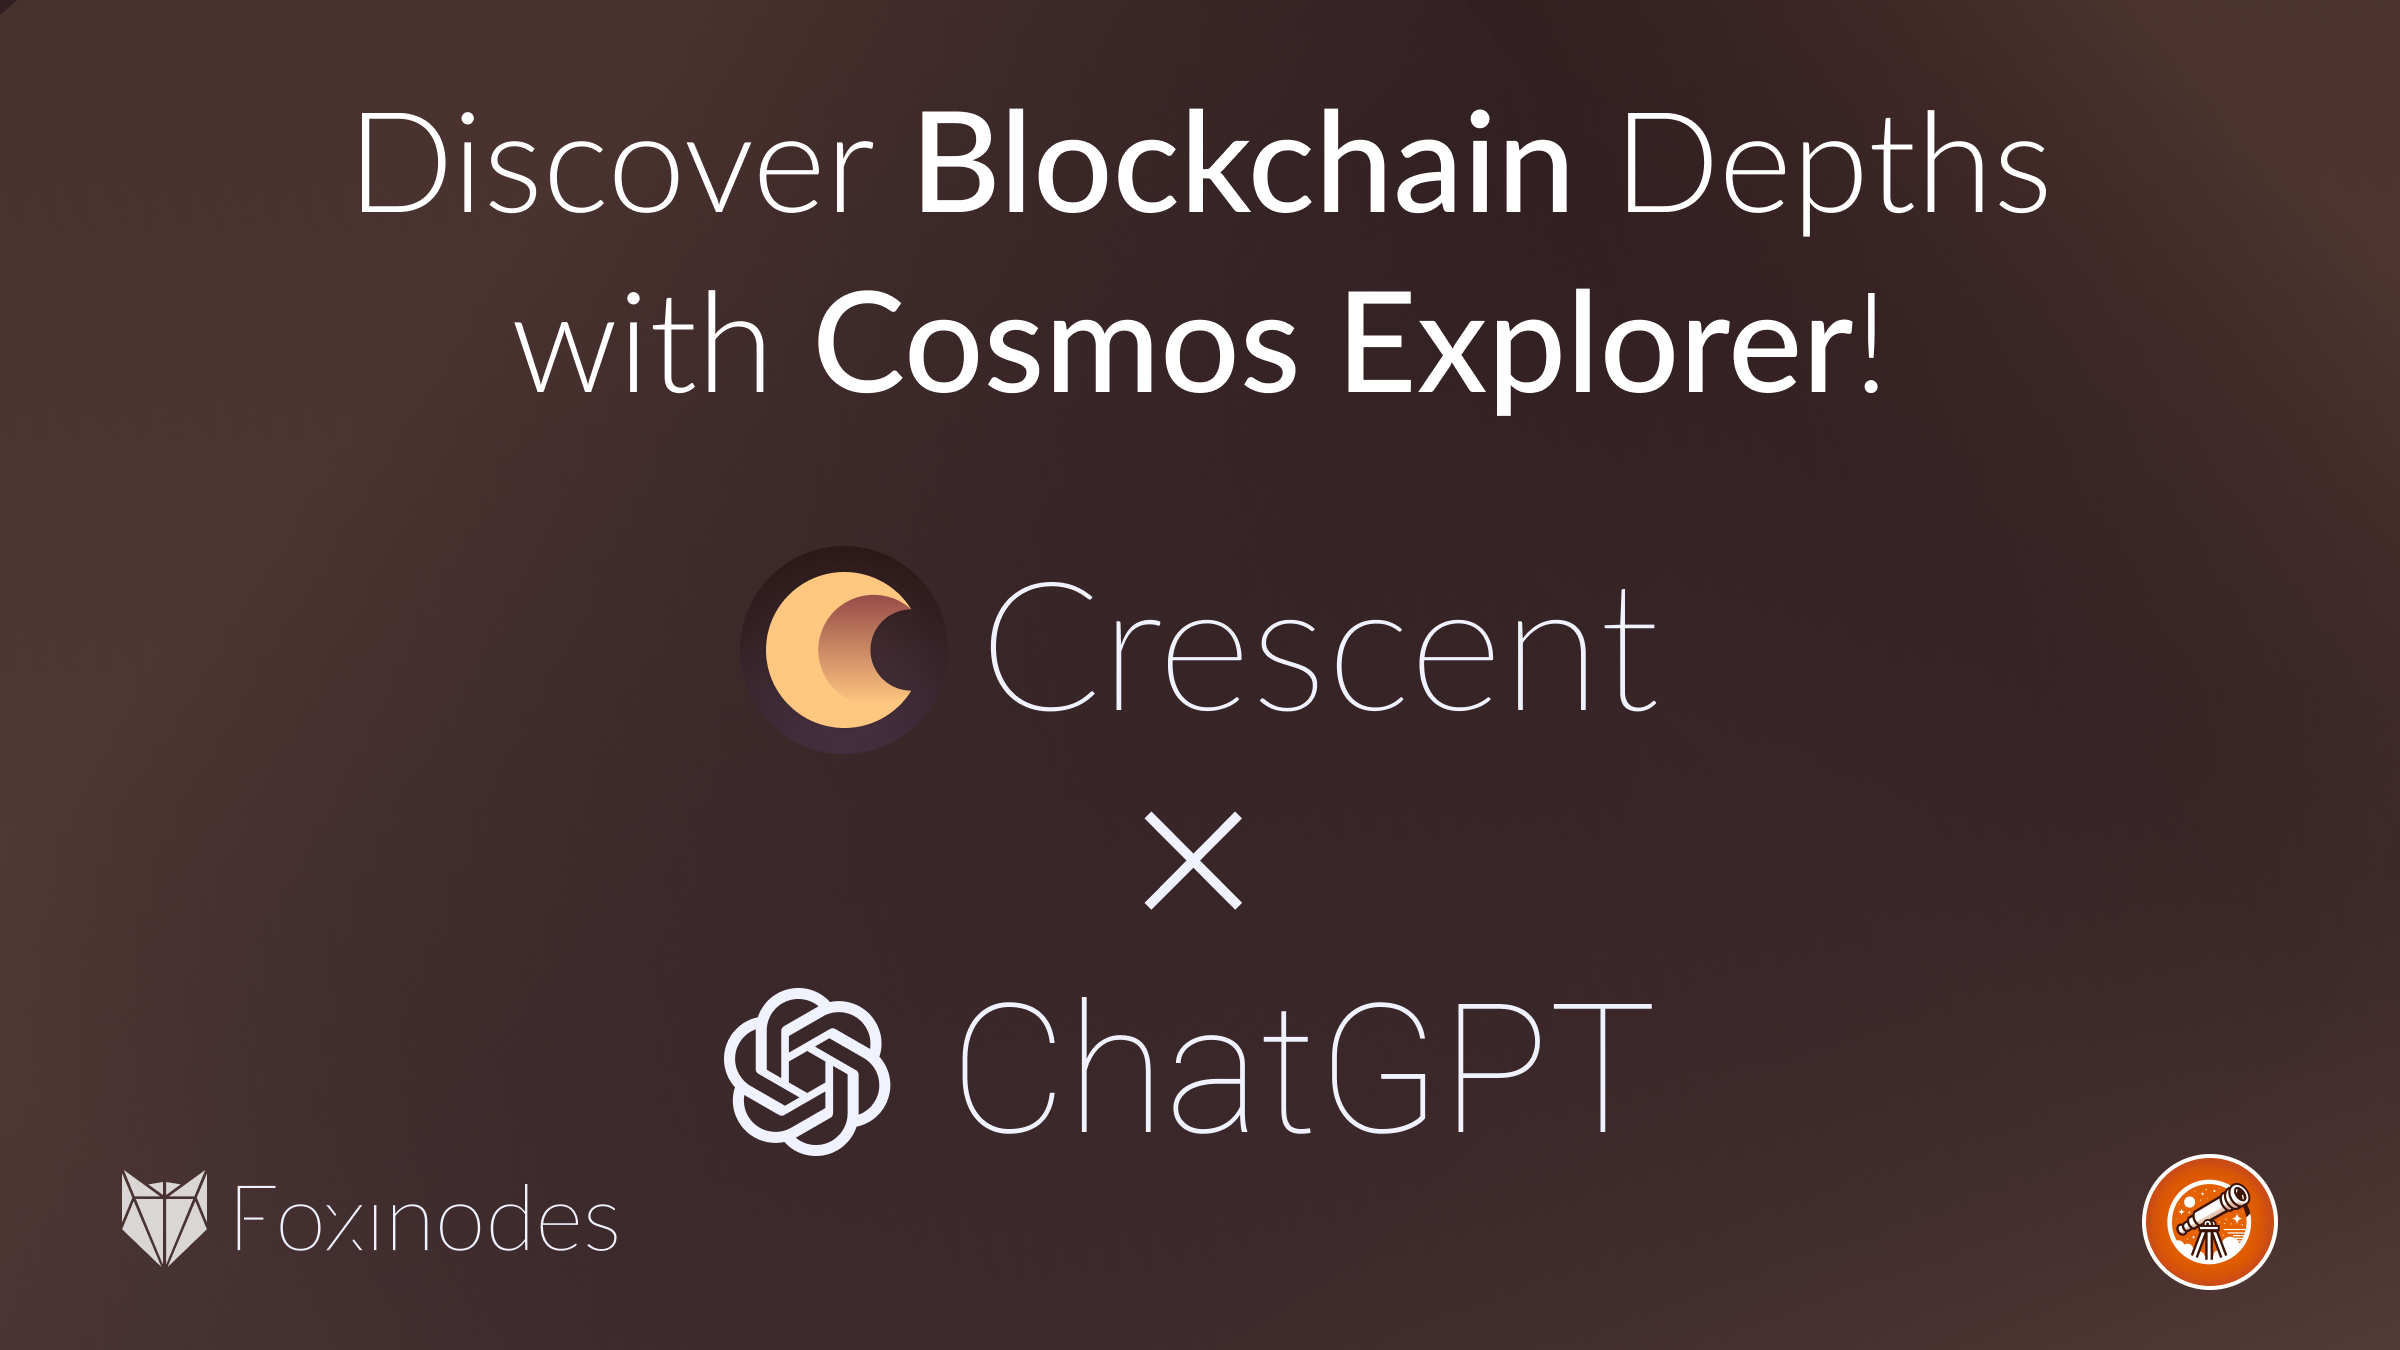 Discover Blockchain Depths
with Cosmos Explorer!
Crescent
×
ChatGPT
Foxinodes